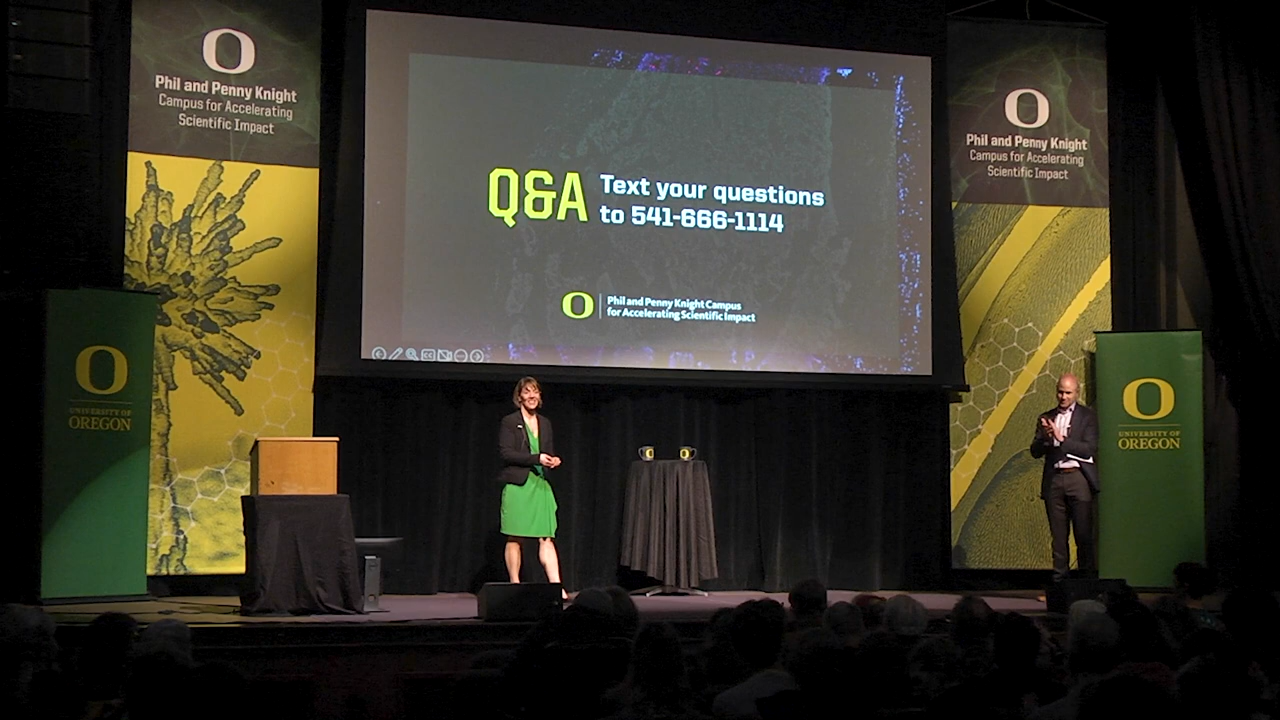 O
Phil and Penny Knight
Campus for Accelerating
Scientific Impact
Q&A
Text your questions
to 541-666-1114
O
Phil and Penny Knight Campus
for Accelerating Scientific Impact
CC
O
Phil and Penny Knight
Campus for Accelerating
Scientific Impact
O
UNIVERSITY OF
OREGON
O
UNIVERSITY OF
OREGON